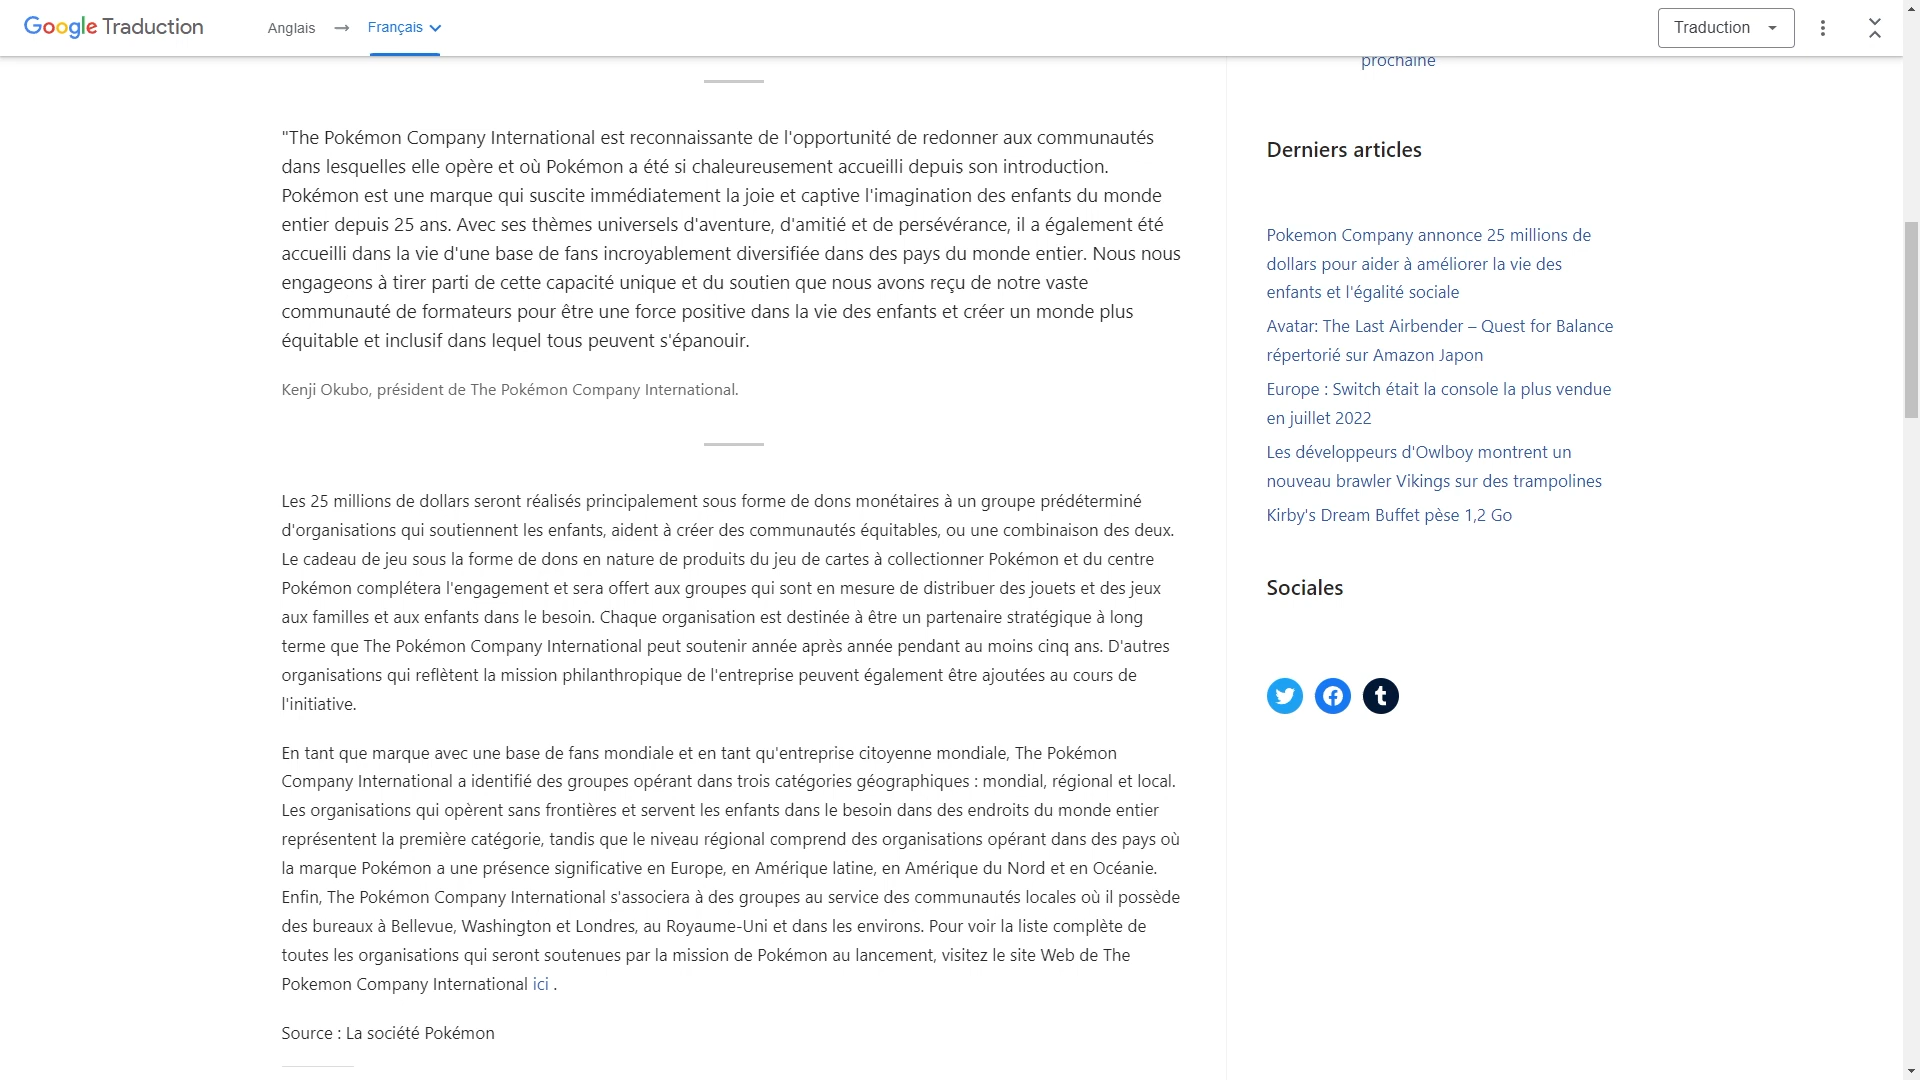 Google Traduction
Anglais → Français
Traduction
prochaine
"The Pokémon Company International est reconnaissante de l'opportunité de redonner aux communautés
dans lesquelles elle opère et où Pokémon a été si chaleureusement accueilli depuis son introduction.
Pokémon est une marque qui suscite immédiatement la joie et captive l'imagination des enfants du monde
entier depuis 25 ans. Avec ses thèmes universels d'aventure, d'amitié et de persévérance, il a également été
accueilli dans la vie d'une base de fans incroyablement diversifiée dans des pays du monde entier. Nous nous
engageons à tirer parti de cette capacité unique et du soutien que nous avons reçu de notre vaste
communauté de formateurs pour être une force positive dans la vie des enfants et créer un monde plus
équitable et inclusif dans lequel tous peuvent s'épanouir.
Kenji Okubo, président de The Pokémon Company International.
Les 25 millions de dollars seront réalisés principalement sous forme de dons monétaires à un groupe prédéterminé
d'organisations qui soutiennent les enfants, aident à créer des communautés équitables, ou une combinaison des deux.
Le cadeau de jeu sous la forme de dons en nature de produits du jeu de cartes à collectionner Pokémon et du centre
Pokémon complétera l'engagement et sera offert aux groupes qui sont en mesure de distribuer des jouets et des jeux
aux familles et aux enfants dans le besoin. Chaque organisation est destinée à être un partenaire stratégique à long
terme que The Pokémon Company International peut soutenir année après année pendant au moins cinq ans. D'autres
organisations qui reflètent la mission philanthropique de l'entreprise peuvent également être ajoutées au cours de
l'initiative.
En tant que marque avec une base de fans mondiale et en tant qu'entreprise citoyenne mondiale, The Pokémon
Company International a identifié des groupes opérant dans trois catégories géographiques : mondial, régional et local.
Les organisations qui opèrent sans frontières et servent les enfants dans le besoin dans des endroits du monde entier
représentent la première catégorie, tandis que le niveau régional comprend des organisations opérant dans des pays où
la marque Pokémon a une présence significative en Europe, en Amérique latine, en Amérique du Nord et en Océanie.
Enfin, The Pokémon Company International s'associera à des groupes au service des communautés locales où il possède
des bureaux à Bellevue, Washington et Londres, au Royaume-Uni et dans les environs. Pour voir la liste complète de
toutes les organisations qui seront soutenues par la mission de Pokémon au lancement, visitez le site Web de The
Pokemon Company International ici .
Source : La société Pokémon
Derniers articles
Pokemon Company annonce 25 millions de
dollars pour aider à améliorer la vie des
enfants et l'égalité sociale
Avatar: The Last Airbender – Quest for Balance
répertorié sur Amazon Japon
Europe : Switch était la console la plus vendue
en juillet 2022
Les développeurs d'Owlboy montrent un
nouveau brawler Vikings sur des trampolines
Kirby's Dream Buffet pèse 1,2 Go
Sociales